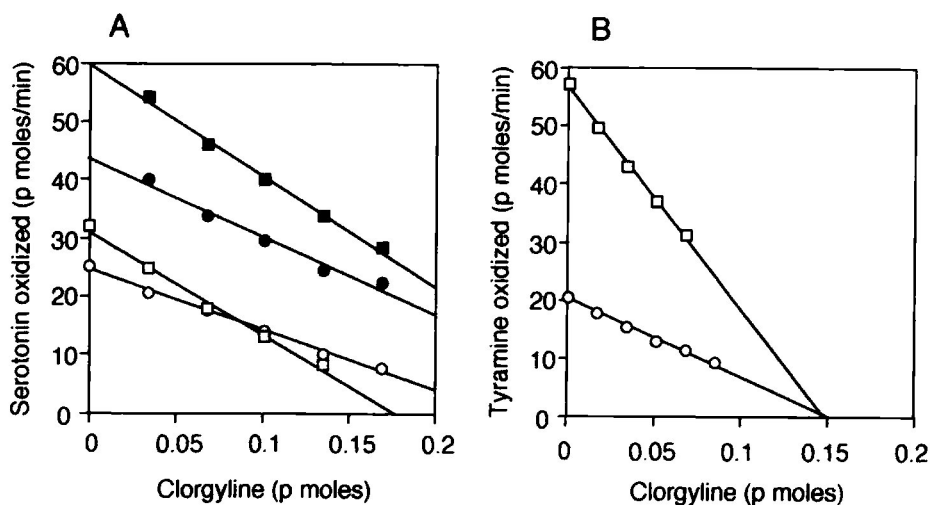 A
Serotonin oxidized (p moles/min)
60
50
40
30
20
10
0
0 0.05 0.1 0.15 0.2
Clorgyline (p moles)
B
Tyramine oxidized (p moles/min)
60
50
40
30
20
10
0
0 0.05 0.1 0.15 0.2
Clorgyline (p moles)